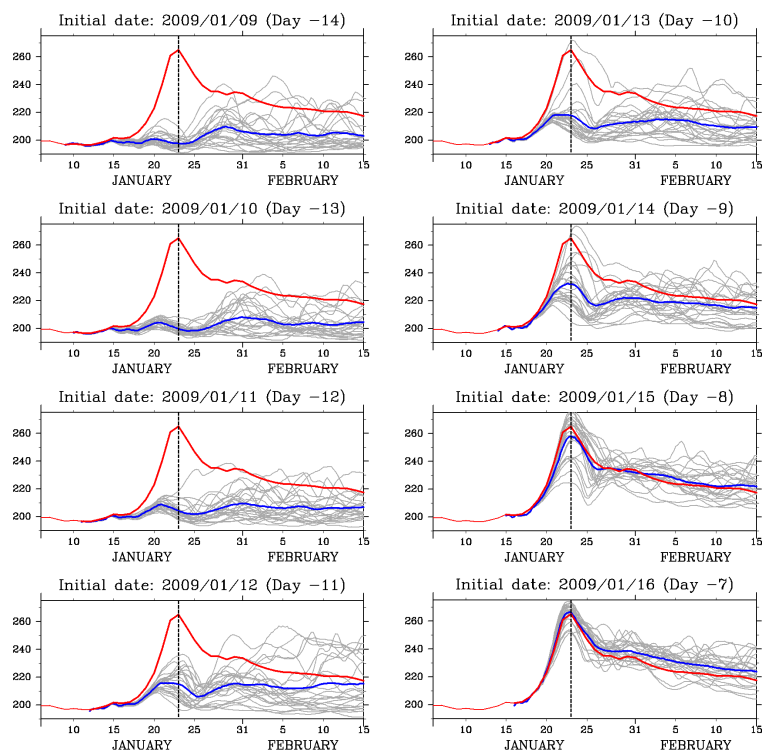 Initial date: 2009/01/09 (Day −14)
260
240
220
200
10 15 20 25 31 5 10 15
JANUARY FEBRUARY
Initial date: 2009/01/10 (Day −13)
260
240
220
200
10 15 20 25 31 5 10 15
JANUARY FEBRUARY
Initial date: 2009/01/11 (Day −12)
260
240
220
200
10 15 20 25 31 5 10 15
JANUARY FEBRUARY
Initial date: 2009/01/12 (Day −11)
260
240
220
200
10 15 20 25 31 5 10 15
JANUARY FEBRUARY
Initial date: 2009/01/13 (Day −10)
260
240
220
200
10 15 20 25 31 5 10 15
JANUARY FEBRUARY
Initial date: 2009/01/14 (Day −9)
260
240
220
200
10 15 20 25 31 5 10 15
JANUARY FEBRUARY
Initial date: 2009/01/15 (Day −8)
260
240
220
200
10 15 20 25 31 5 10 15
JANUARY FEBRUARY
Initial date: 2009/01/16 (Day −7)
260
240
220
200
10 15 20 25 31 5 10 15
JANUARY FEBRUARY